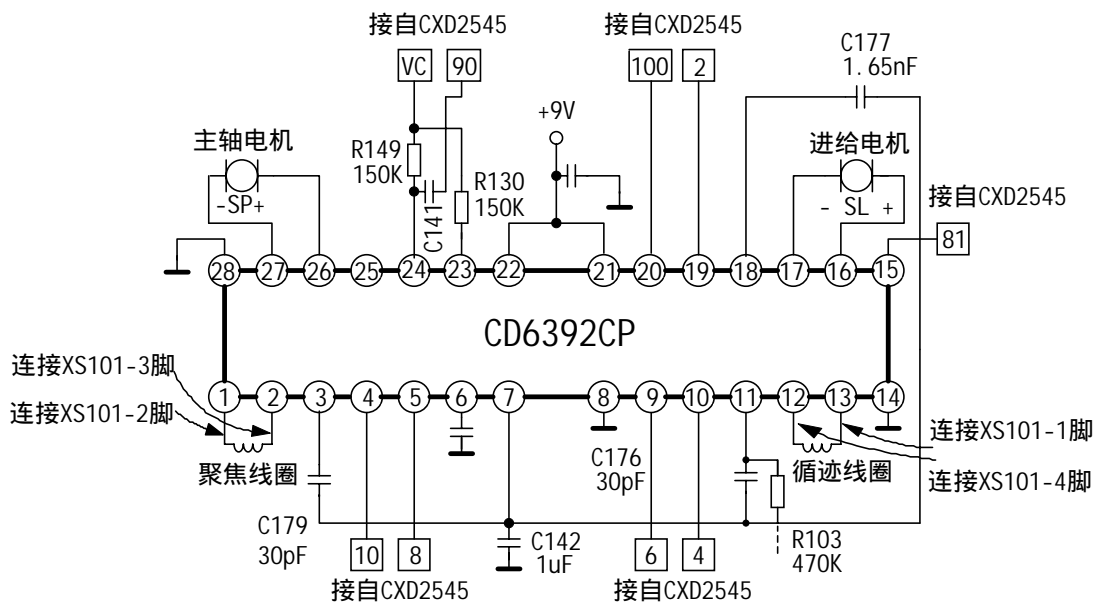 接自CXD2545
接自CXD2545
C177
1.65nF
VC
90
100
2
+9V
主轴电机
R149
150K
C141
R130
150K
进给电机
-SP+
- SL +
接自CXD2545
81
28
27
26
25
24
23
22
21
20
19
18
17
16
15
CD6392CP
连接XS101-3脚
连接XS101-2脚
1
2
3
4
5
6
7
8
9
10
11
12
13
14
连接XS101-1脚
连接XS101-4脚
聚焦线圈
C176
30pF
循迹线圈
C179
30pF
10
8
C142
1uF
6
4
R103
470K
接自CXD2545
接自CXD2545